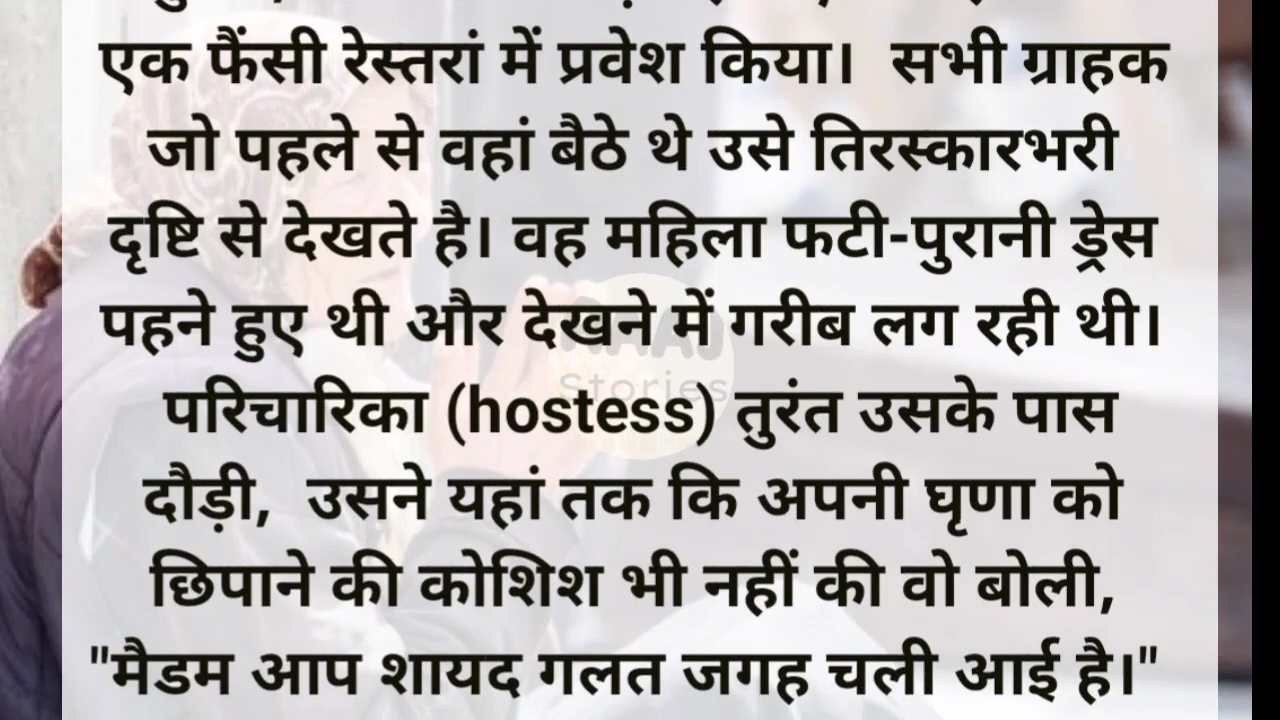 एक फैंसी रेस्तरां में प्रवेश किया।  सभी ग्राहक
जो पहले से वहां बैठे थे उसे तिरस्कारभरी
दृष्टि से देखते है। वह महिला फटी-पुरानी ड्रेस
पहने हुए थी और देखने में गरीब लग रही थी।
परिचारिका (hostess) तुरंत उसके पास
दौड़ी,  उसने यहां तक कि अपनी घृणा को
छिपाने की कोशिश भी नहीं की वो बोली,
"मैडम आप शायद गलत जगह चली आई है।"
Stories